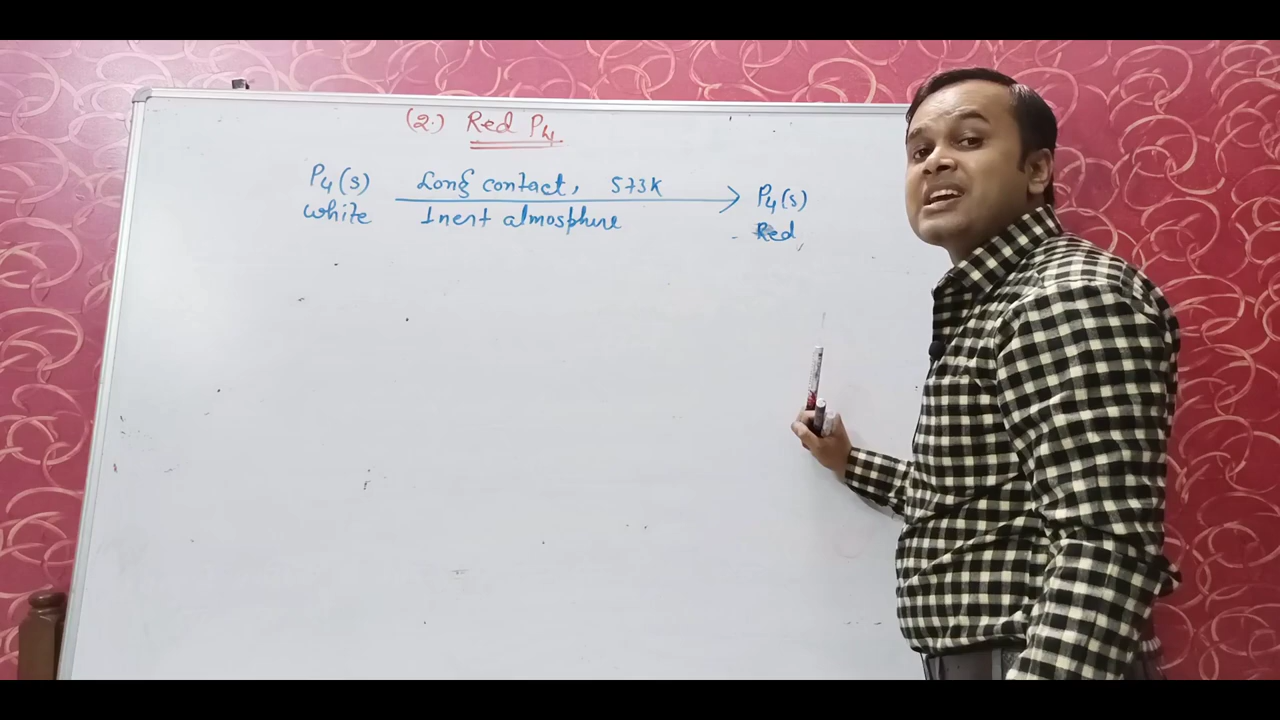 (2.) Red P₄
P₄(s) Long contact, 573K P₄(s)
white Inert atmosphere Red